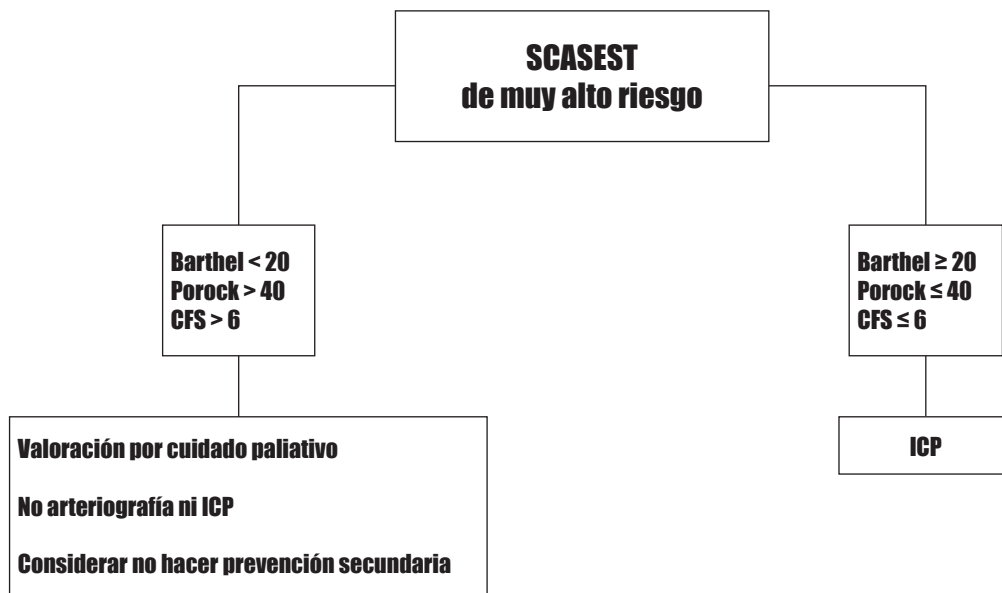 SCASEST
de muy alto riesgo
Barthel < 20
Porock > 40
CFS > 6
Barthel ≥ 20
Porock ≤ 40
CFS ≤ 6
Valoración por cuidado paliativo
No arteriografía ni ICP
Considerar no hacer prevención secundaria
ICP